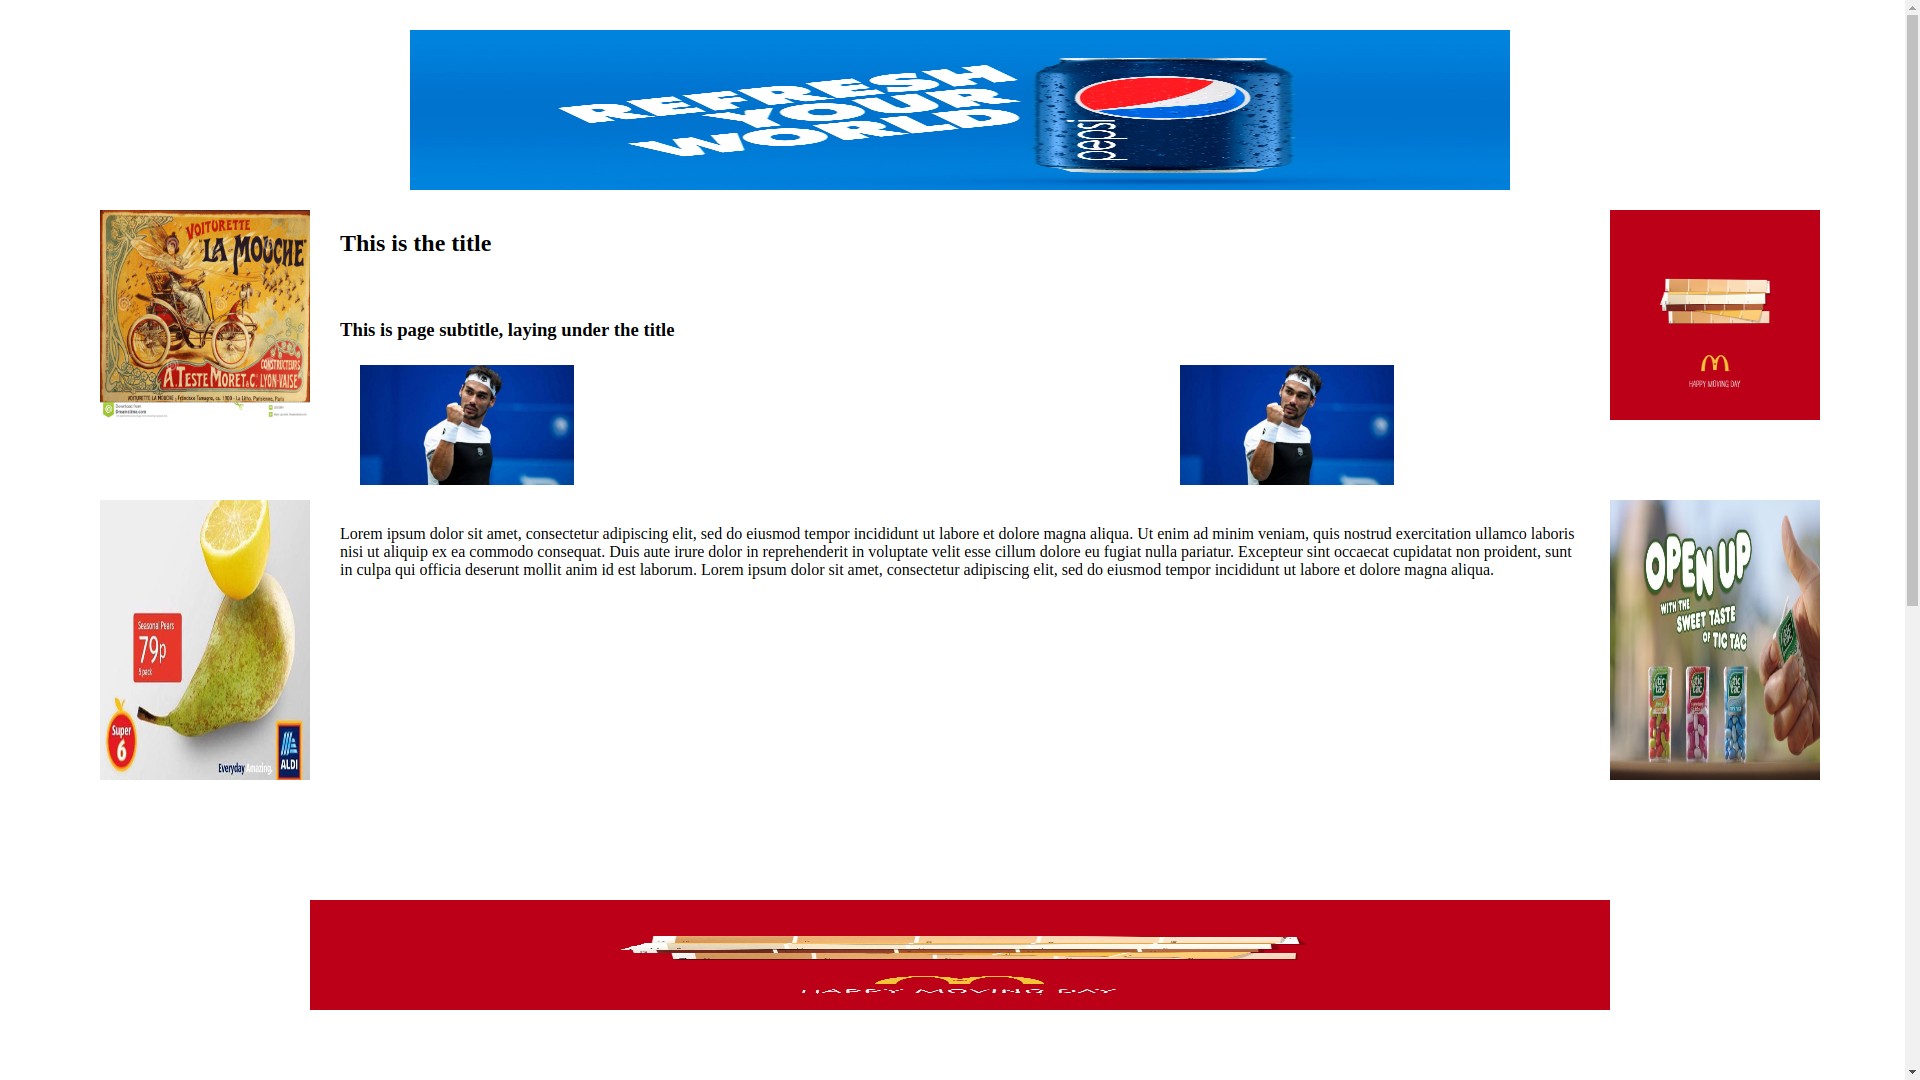 REFRESH
YOUR
WORLD
pepsi
VOITURETTE
LA MOUCHE
CONSTRUCTEURS
A. TESTE MORET & C. LYON-VAISE
This is the title
This is page subtitle, laying under the title
HAPPY MOVING DAY
Seasonal Pears
79p
Super
6
Everyday Amazing.
ALDI
Lorem ipsum dolor sit amet, consectetur adipiscing elit, sed do eiusmod tempor incididunt ut labore et dolore magna aliqua. Ut enim ad minim veniam, quis nostrud exercitation ullamco laboris
nisi ut aliquip ex ea commodo consequat. Duis aute irure dolor in reprehenderit in voluptate velit esse cillum dolore eu fugiat nulla pariatur. Excepteur sint occaecat cupidatat non proident, sunt
in culpa qui officia deserunt mollit anim id est laborum. Lorem ipsum dolor sit amet, consectetur adipiscing elit, sed do eiusmod tempor incididunt ut labore et dolore magna aliqua.
OPEN UP
WITH THE
SWEET TASTE
OF TIC TAC
tic tac
tic tac
tic tac
HAPPY MOVING DAY